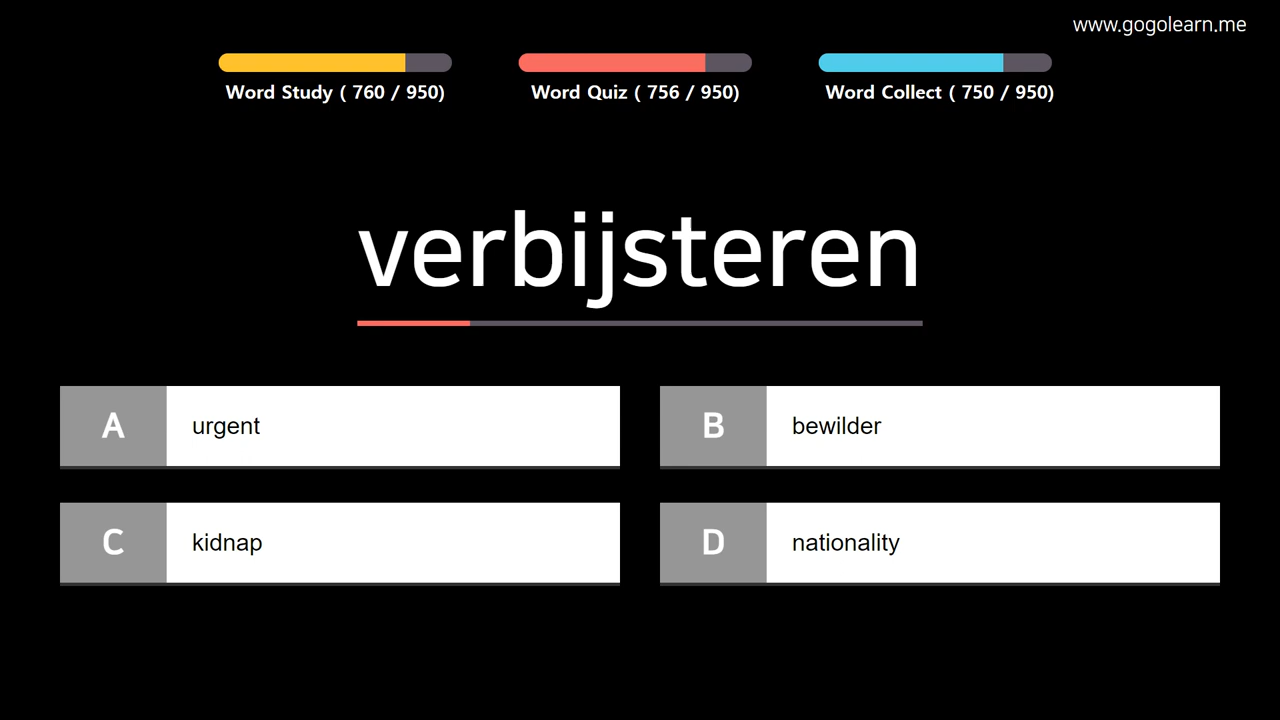 www.gogolearn.me
Word Study ( 760 / 950)
Word Quiz ( 756 / 950)
Word Collect ( 750 / 950)
verbijsteren
A urgent
B bewilder
C kidnap
D nationality